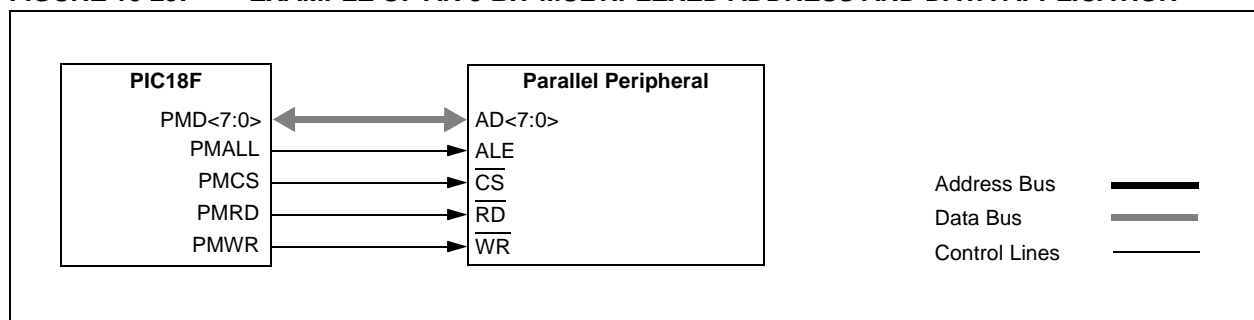 PIC18F
Parallel Peripheral
PMD<7:0>
AD<7:0>
PMALL
ALE
PMCS
CS
PMRD
RD
PMWR
WR
Address Bus
Data Bus
Control Lines